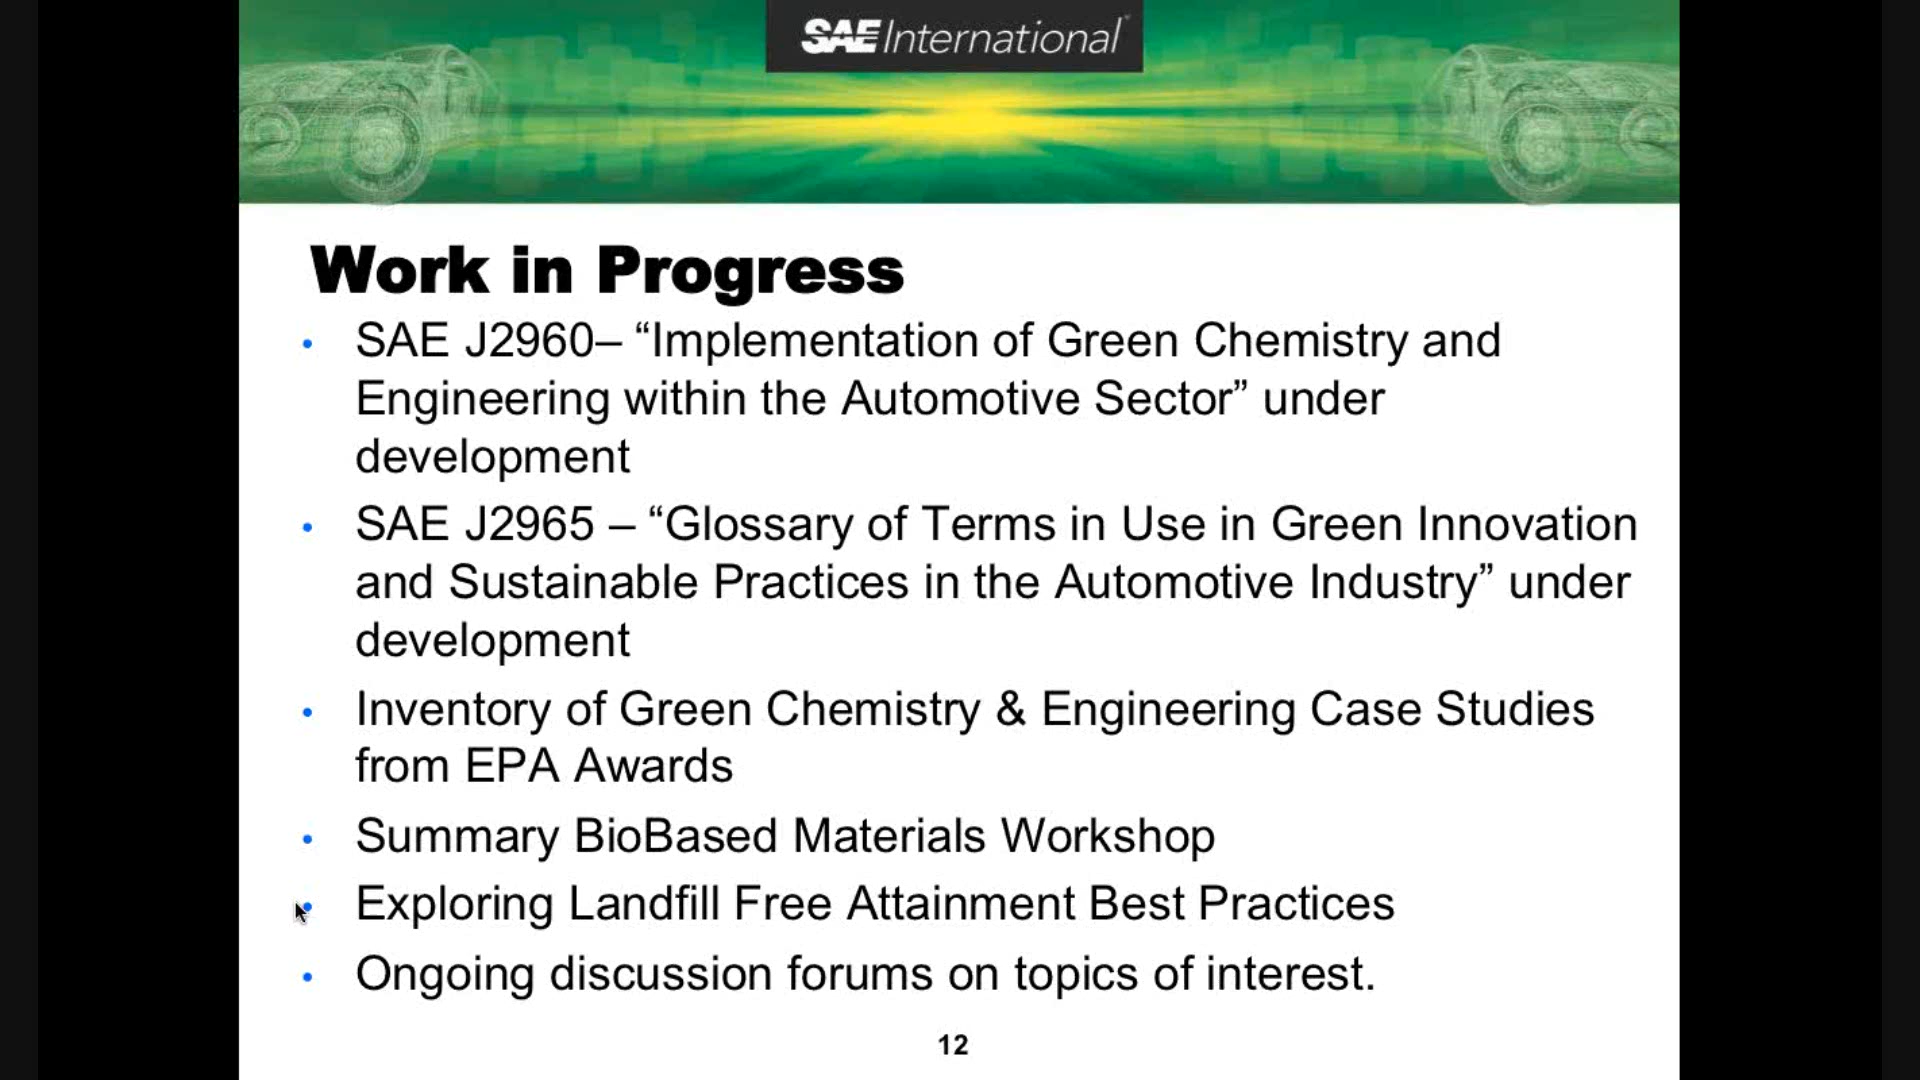 SAE International
Work in Progress
• SAE J2960– “Implementation of Green Chemistry and
Engineering within the Automotive Sector” under
development
• SAE J2965 – “Glossary of Terms in Use in Green Innovation
and Sustainable Practices in the Automotive Industry” under
development
• Inventory of Green Chemistry & Engineering Case Studies
from EPA Awards
• Summary BioBased Materials Workshop
• Exploring Landfill Free Attainment Best Practices
• Ongoing discussion forums on topics of interest.
12